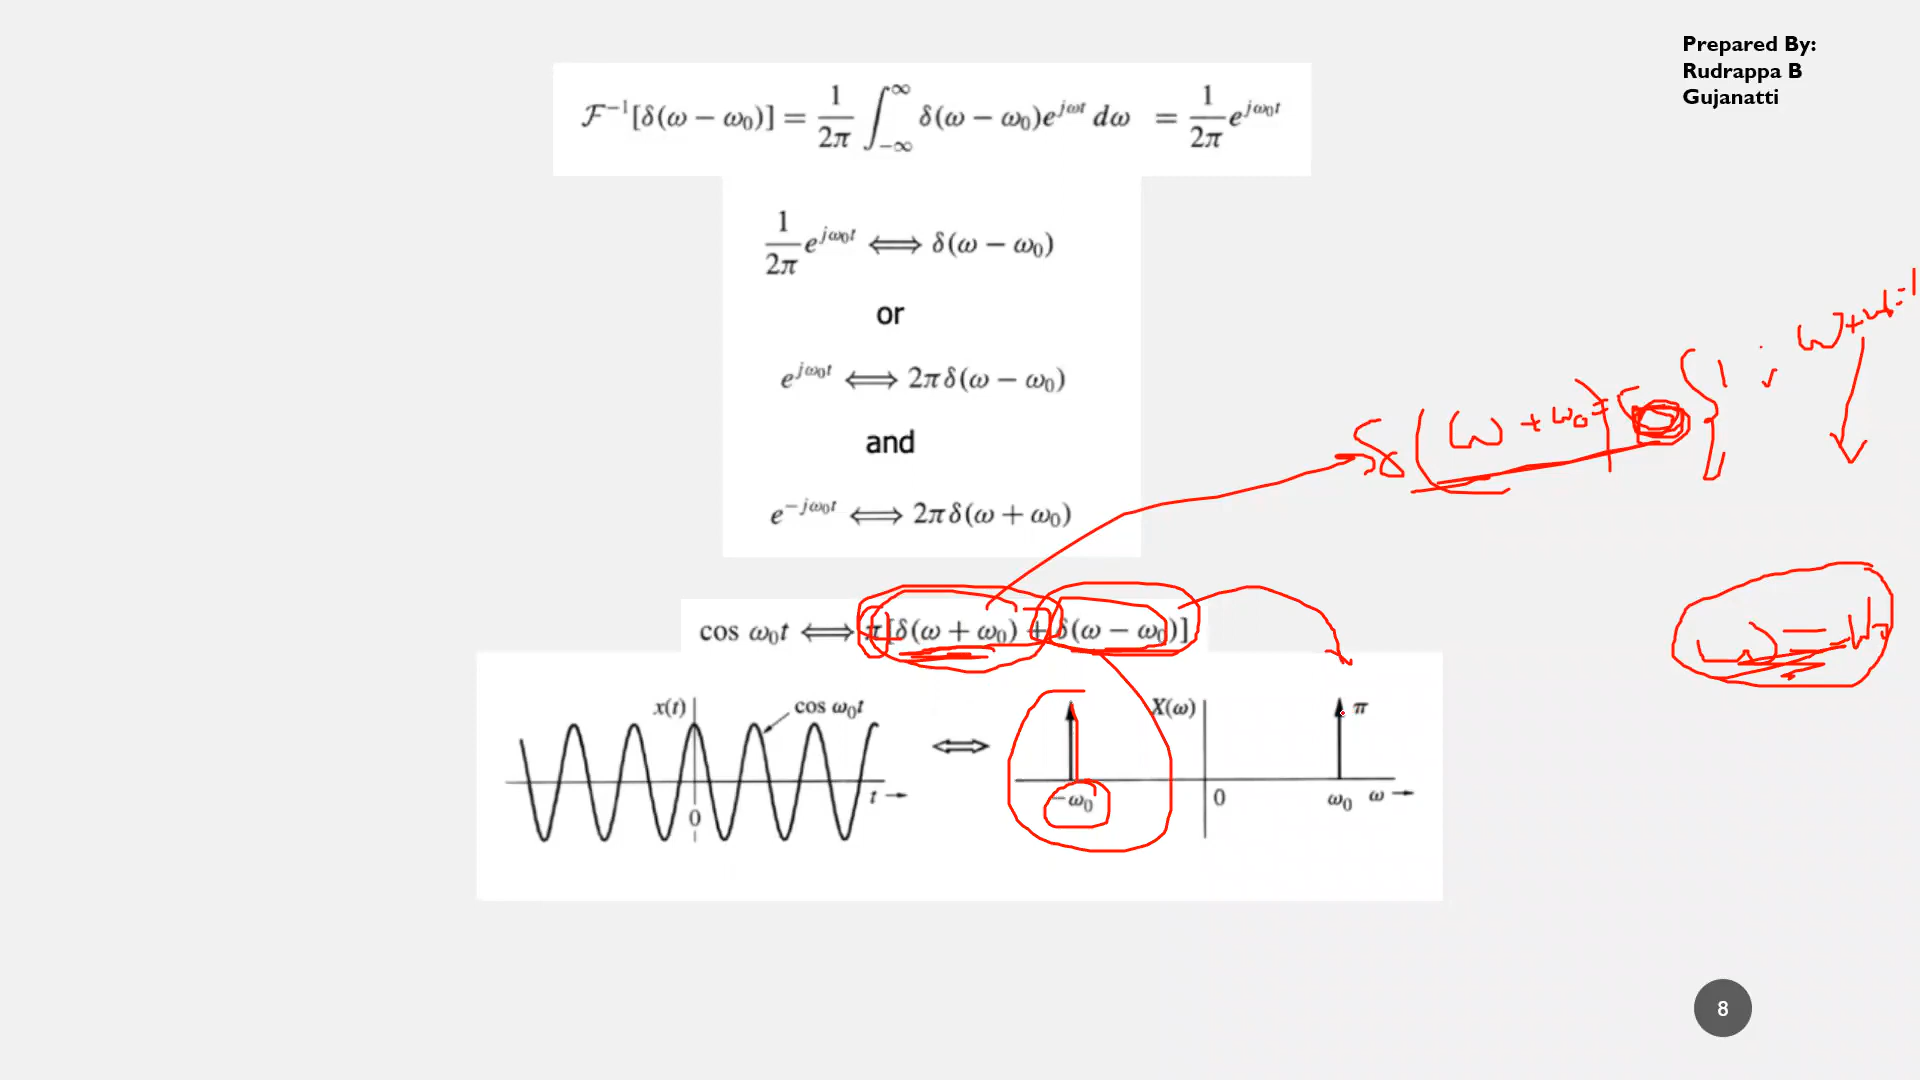 Prepared By:
Rudrappa B
Gujanatti
ℱ⁻¹[δ(ω − ω₀)] = 1/2π ∫_{−∞}^{∞} δ(ω − ω₀)e^{jωt} dω = 1/2π e^{jω₀t}
1/2π e^{jω₀t} ⟺ δ(ω − ω₀)
or
e^{jω₀t} ⟺ 2πδ(ω − ω₀)
and
e^{−jω₀t} ⟺ 2πδ(ω + ω₀)
δ(ω + ω₀)
cos ω₀t ⟺ π[δ(ω + ω₀) + δ(ω − ω₀)]
ω = −ω₀
x(t) cos ω₀t ⟺ X(ω) π
t → −ω₀ 0 ω₀ ω →
0
8